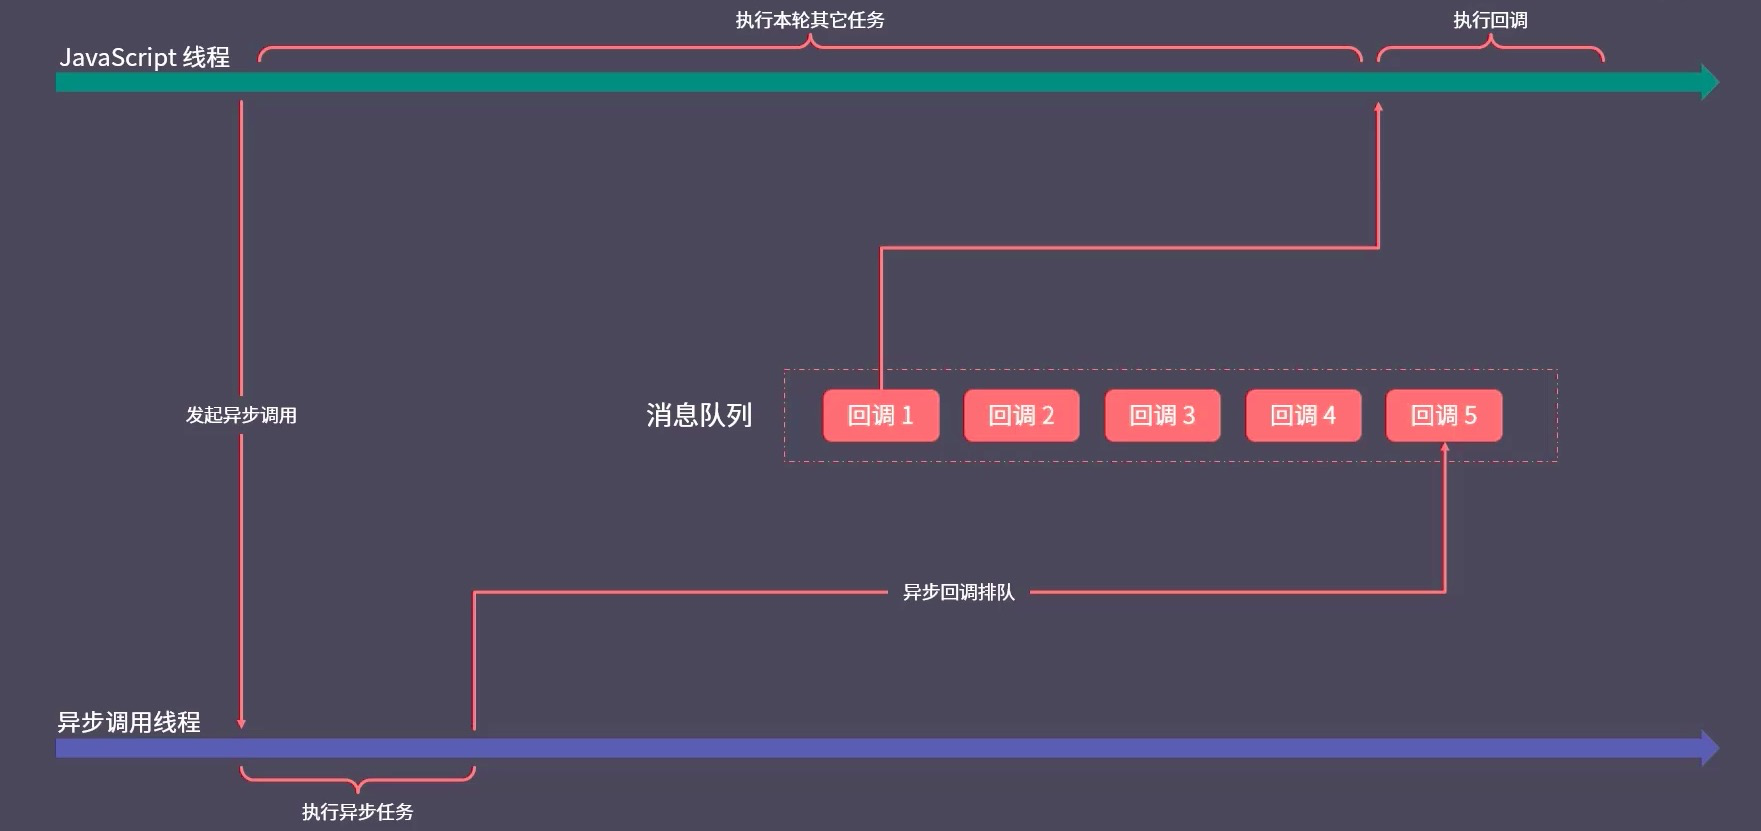 执行本轮其它任务
执行回调
JavaScript 线程
发起异步调用
消息队列
回调 1
回调 2
回调 3
回调 4
回调 5
异步回调排队
异步调用线程
执行异步任务